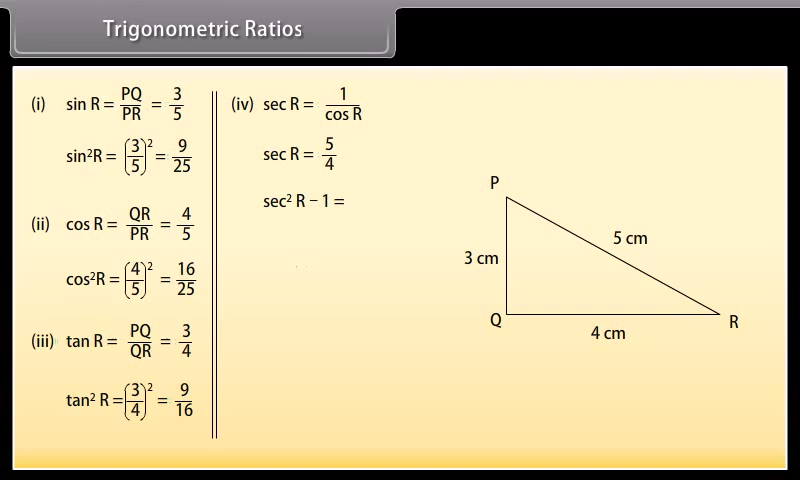 Trigonometric Ratios
(i) sin R = PQ/PR = 3/5
sin²R = (3/5)² = 9/25
(ii) cos R = QR/PR = 4/5
cos²R = (4/5)² = 16/25
(iii) tan R = PQ/QR = 3/4
tan² R = (3/4)² = 9/16
(iv) sec R = 1/cos R
sec R = 5/4
sec² R − 1 =
P
5 cm
3 cm
Q
R
4 cm